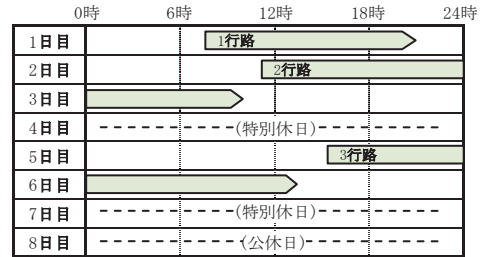 0時 6時 12時 18時 24時
1日目 1行路
2日目 2行路
3日目
4日目 (特別休日)
5日目 3行路
6日目
7日目 (特別休日)
8日目 (公休日)